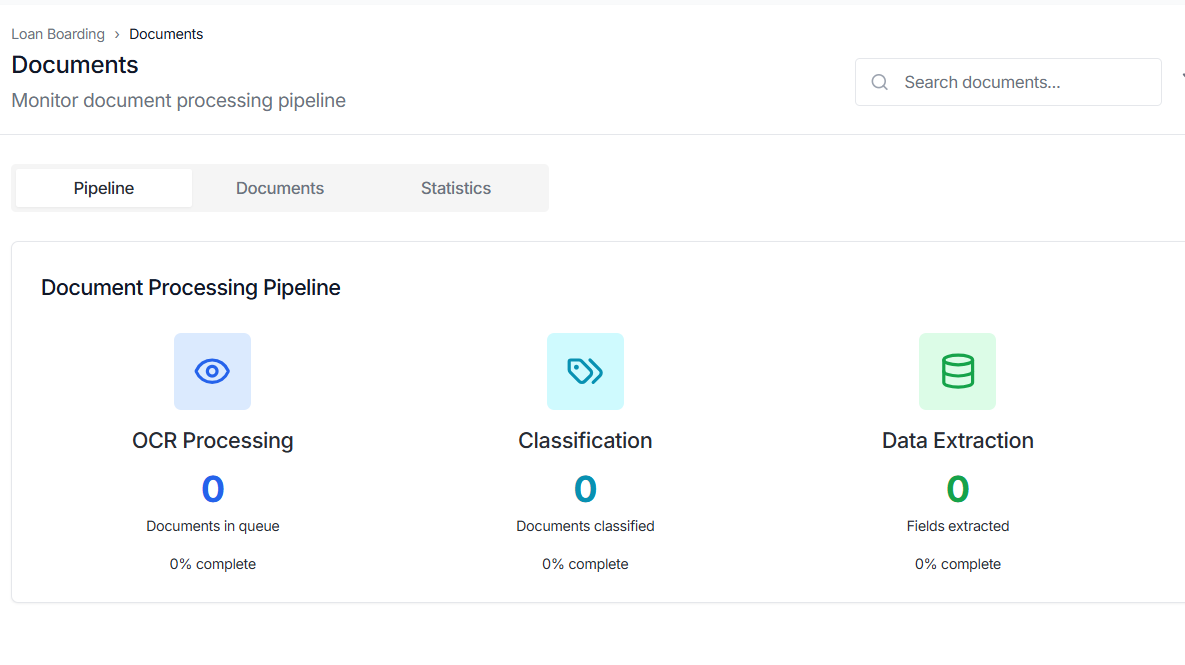 Loan Boarding › Documents
Documents
Monitor document processing pipeline
Search documents...
Pipeline Documents Statistics
Document Processing Pipeline
OCR Processing Classification Data Extraction
0 0 0
Documents in queue Documents classified Fields extracted
0% complete 0% complete 0% complete